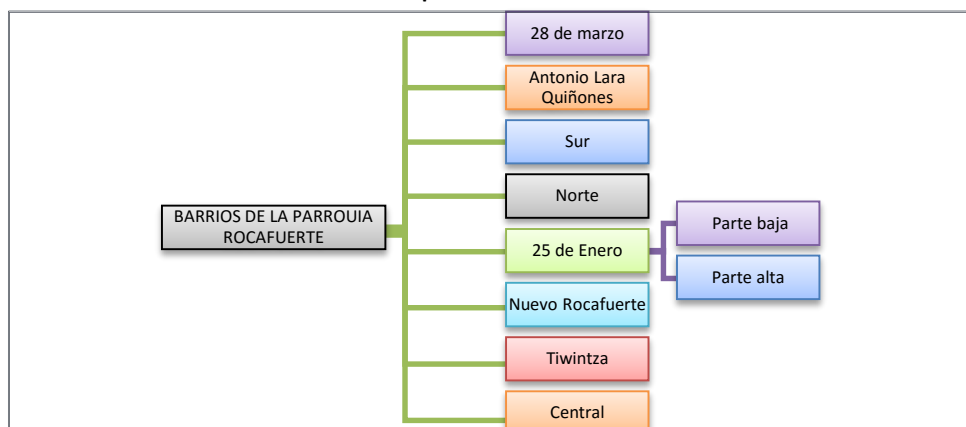 28 de marzo
Antonio Lara
Quiñones
Sur
Norte
BARRIOS DE LA PARROUIA
ROCAFUERTE
25 de Enero
Parte baja
Parte alta
Nuevo Rocafuerte
Tiwintza
Central